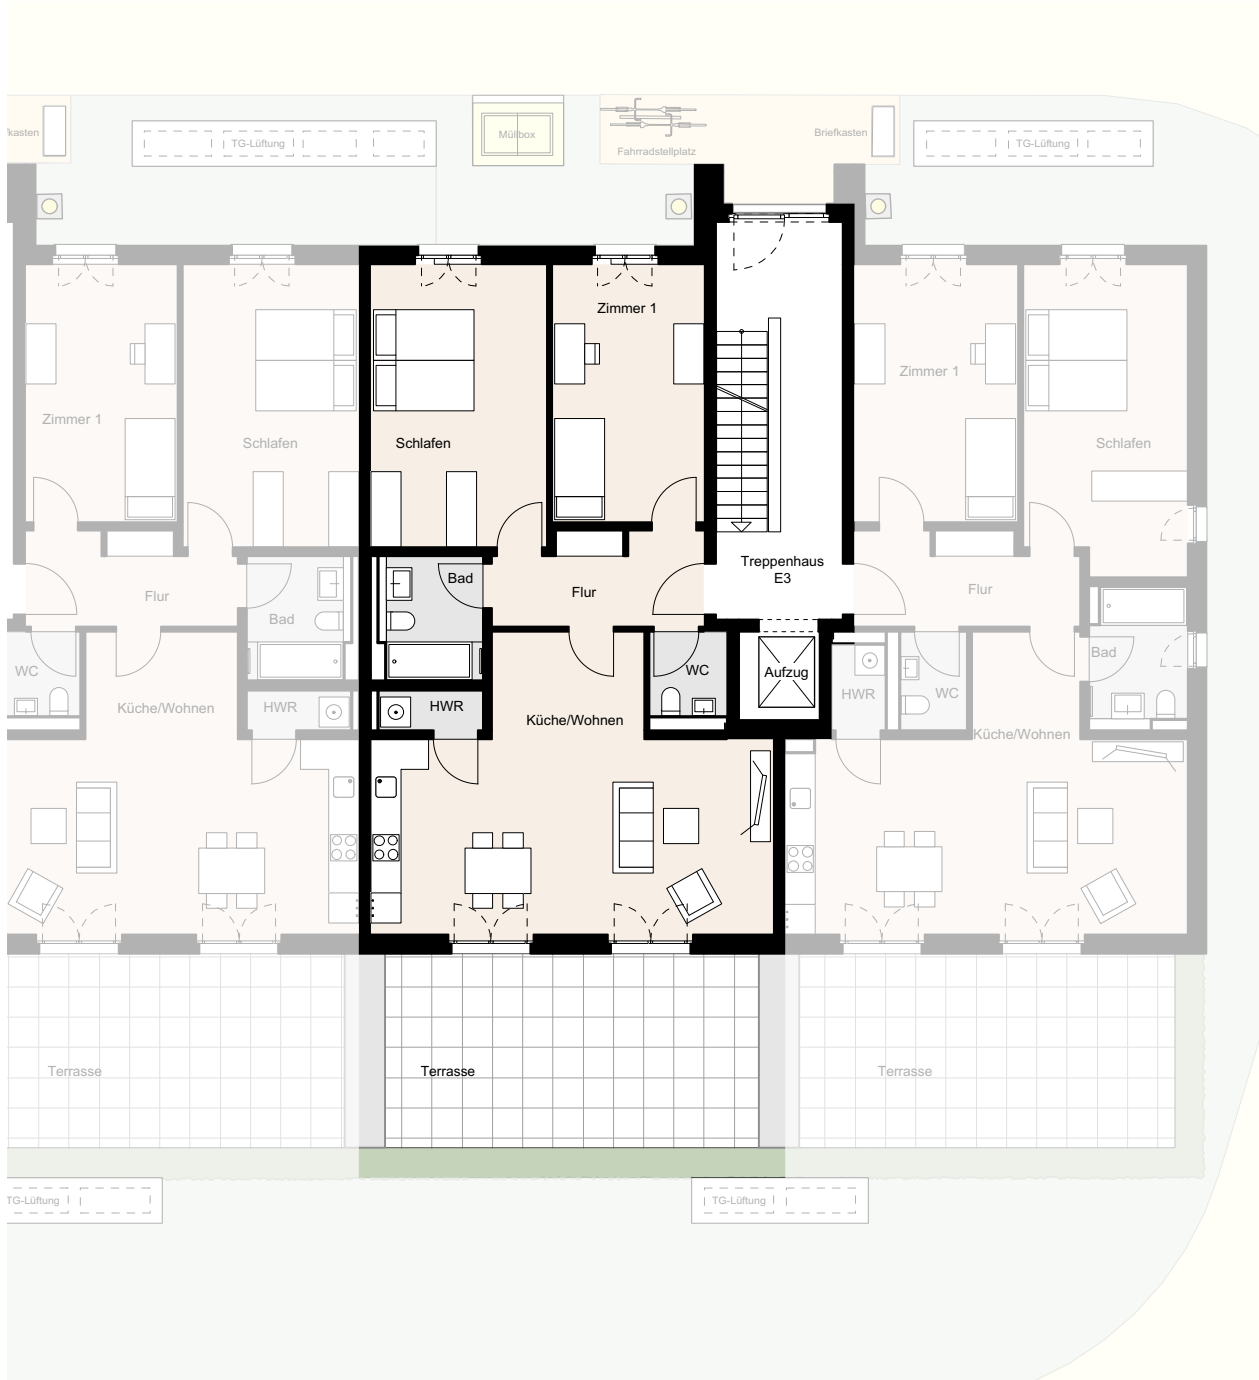 kasten
TG-Lüftung
Müllbox
Fahrradstellplatz
Briefkasten
TG-Lüftung
Zimmer 1
Schlafen
Schlafen
Zimmer 1
Zimmer 1
Schlafen
Treppenhaus
E3
Flur
Bad
Bad
Flur
Flur
Bad
WC
HWR
Küche/Wohnen
HWR
Küche/Wohnen
WC
Aufzug
HWR
WC
Küche/Wohnen
Terrasse
Terrasse
Terrasse
TG-Lüftung
TG-Lüftung